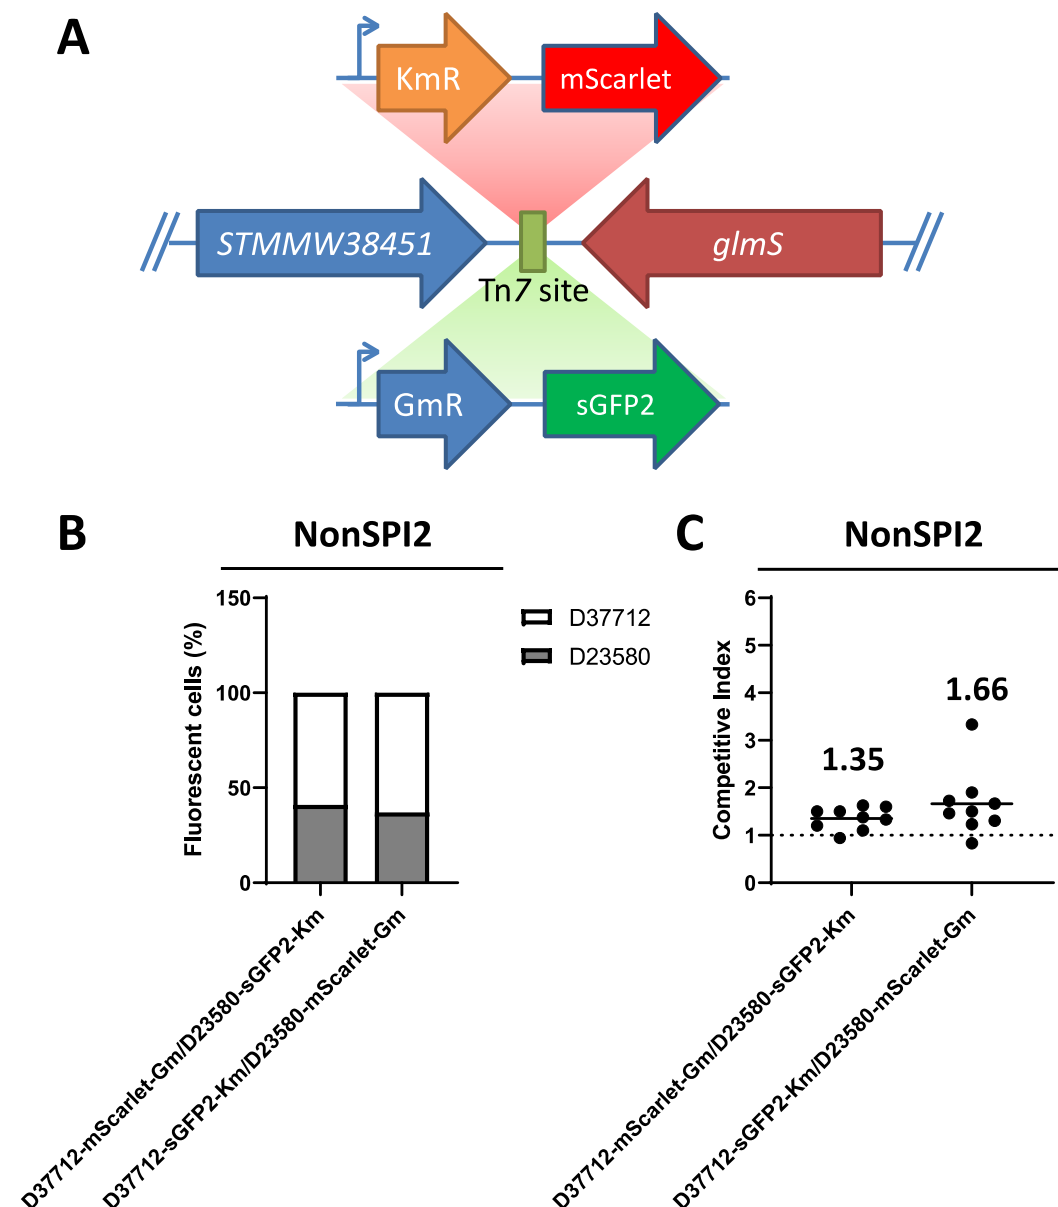 A
KmR
mScarlet
STMMW38451
glmS
Tn7 site
GmR
sGFP2
B
NonSPI2
150
100
50
0
Fluorescent cells (%)
D37712
D23580
D37712-mScarlet-Gm/D23580-sGFP2-Km
D37712-sGFP2-Km/D23580-mScarlet-Gm
C
NonSPI2
6
5
4
3
2
1
0
Competitive Index
1.35
1.66
D37712-mScarlet-Gm/D23580-sGFP2-Km
D37712-sGFP2-Km/D23580-mScarlet-Gm